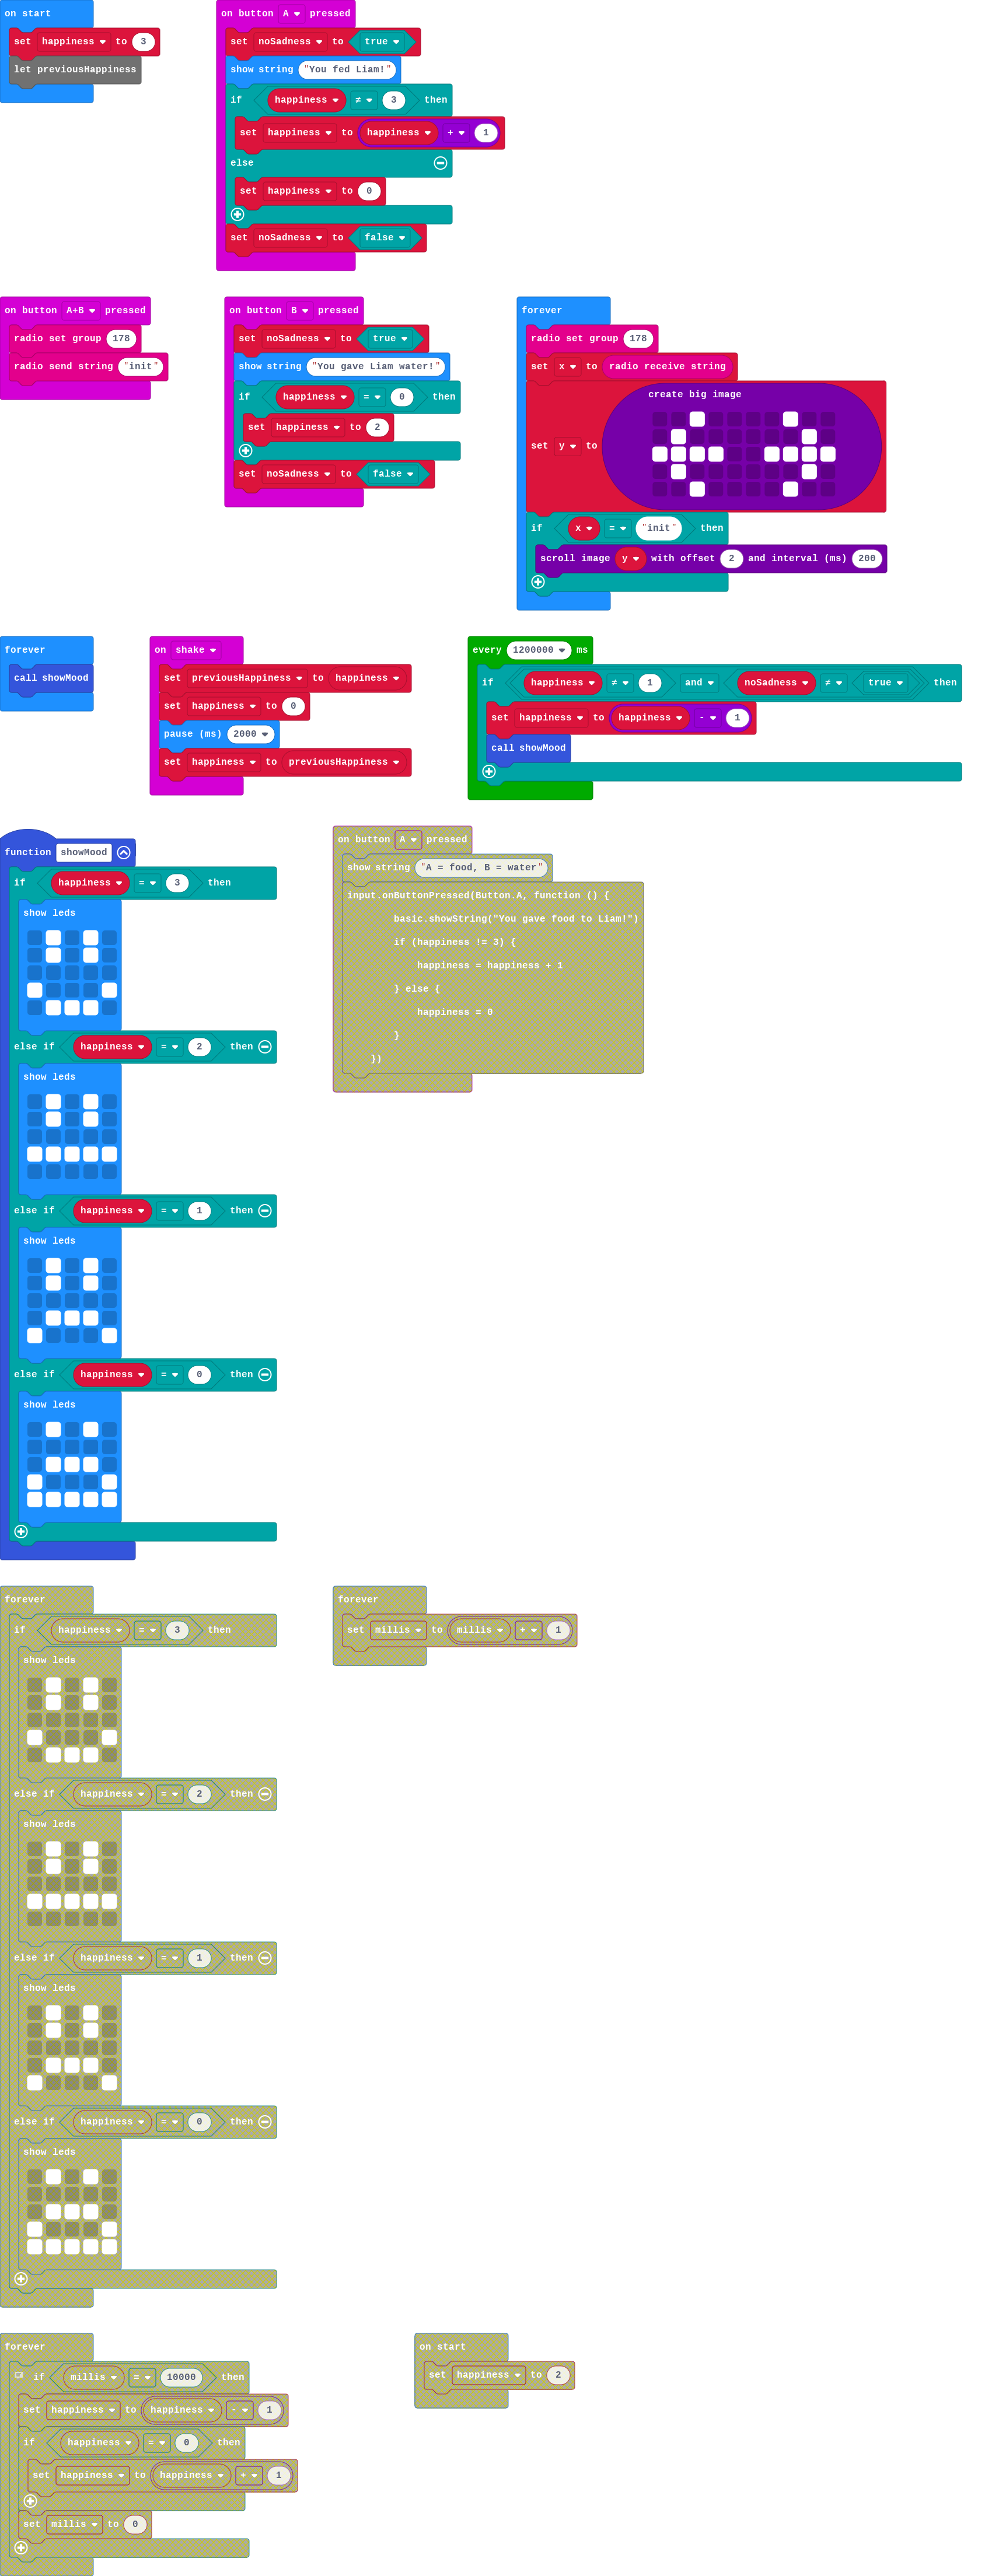 on start
set happiness to 3
let previousHappiness
on button A pressed
set noSadness to true
show string "You fed Liam!"
if happiness ≠ 3 then
set happiness to happiness + 1
else
set happiness to 0
set noSadness to false
on button A+B pressed
radio set group 178
radio send string "init"
on button B pressed
set noSadness to true
show string "You gave Liam water!"
if happiness = 0 then
set happiness to 2
set noSadness to false
forever
radio set group 178
set x to radio receive string
create big image
set y to
if x = "init" then
scroll image y with offset 2 and interval (ms) 200
forever
call showMood
on shake
set previousHappiness to happiness
set happiness to 0
pause (ms) 2000
set happiness to previousHappiness
every 1200000 ms
if happiness ≠ 1 and noSadness ≠ true then
set happiness to happiness - 1
call showMood
function showMood
if happiness = 3 then
show leds
else if happiness = 2 then
show leds
else if happiness = 1 then
show leds
else if happiness = 0 then
show leds
on button A pressed
show string "A = food, B = water"
input.onButtonPressed(Button.A, function () {
basic.showString("You gave food to Liam!")
if (happiness != 3) {
happiness = happiness + 1
} else {
happiness = 0
}
})
forever
if happiness = 3 then
show leds
else if happiness = 2 then
show leds
else if happiness = 1 then
show leds
else if happiness = 0 then
show leds
forever
set millis to millis + 1
forever
if millis = 10000 then
set happiness to happiness - 1
if happiness = 0 then
set happiness to happiness + 1
set millis to 0
on start
set happiness to 2